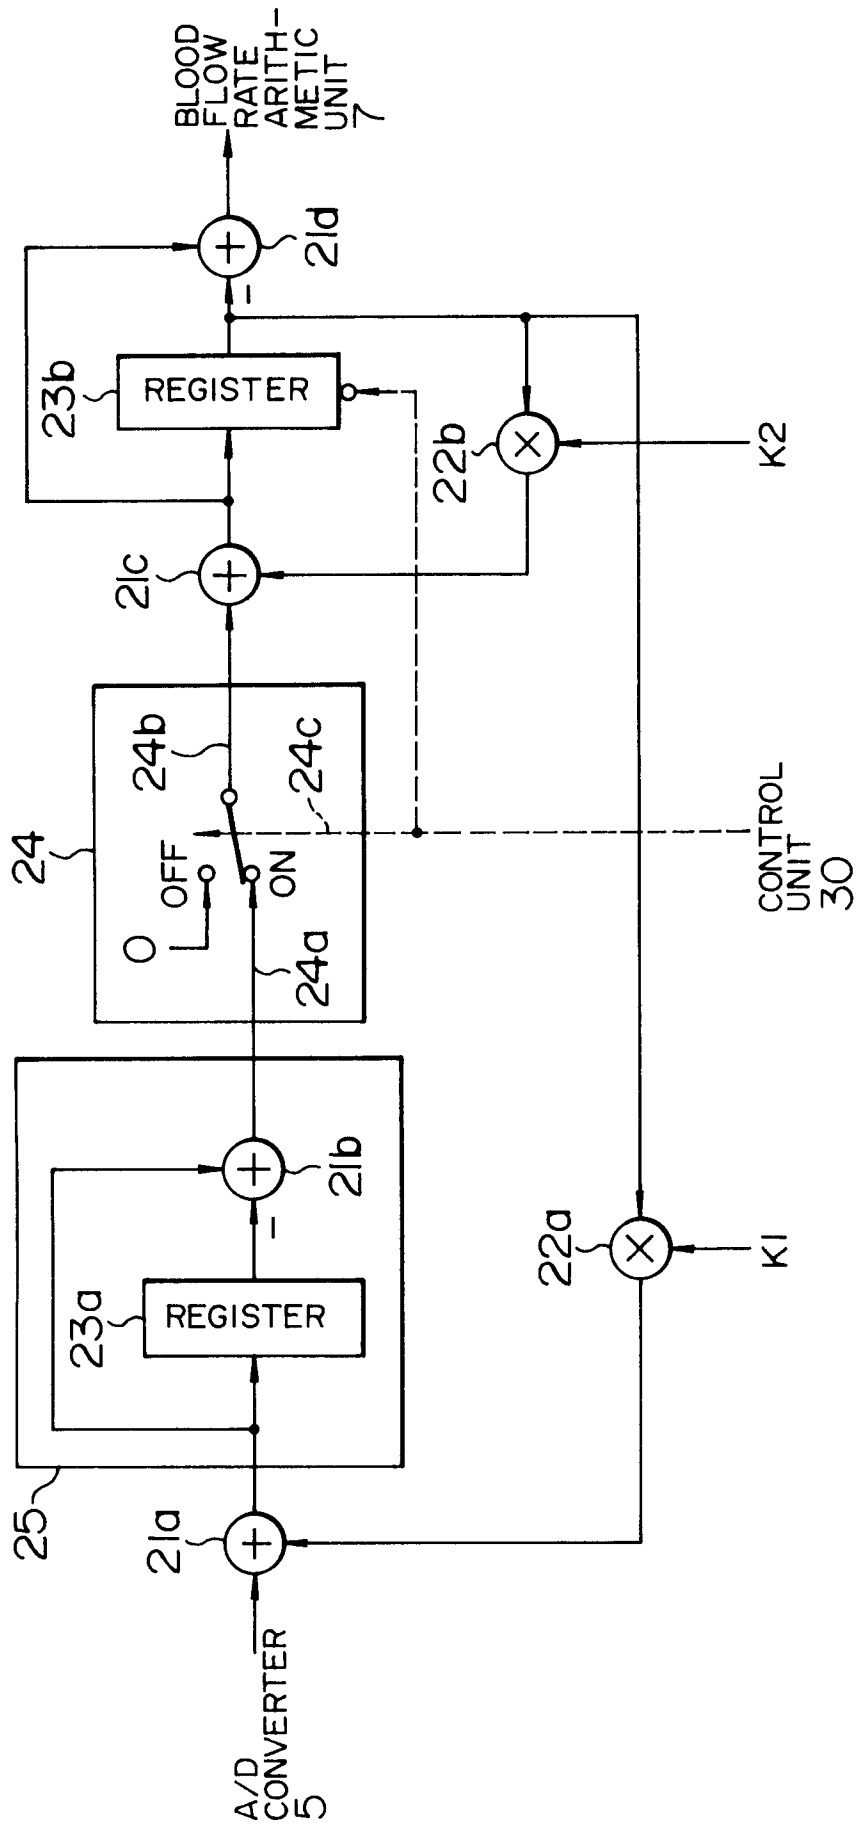 A/D
CONVERTER
5
21a
25
23a
REGISTER
−
21b
24
24a
0
OFF
ON
24b
24c
21c
23b
REGISTER
−
21d
BLOOD
FLOW
RATE
ARITH-
METIC
UNIT
7
22a
K1
22b
K2
CONTROL
UNIT
30
+
+
+
+
×
×